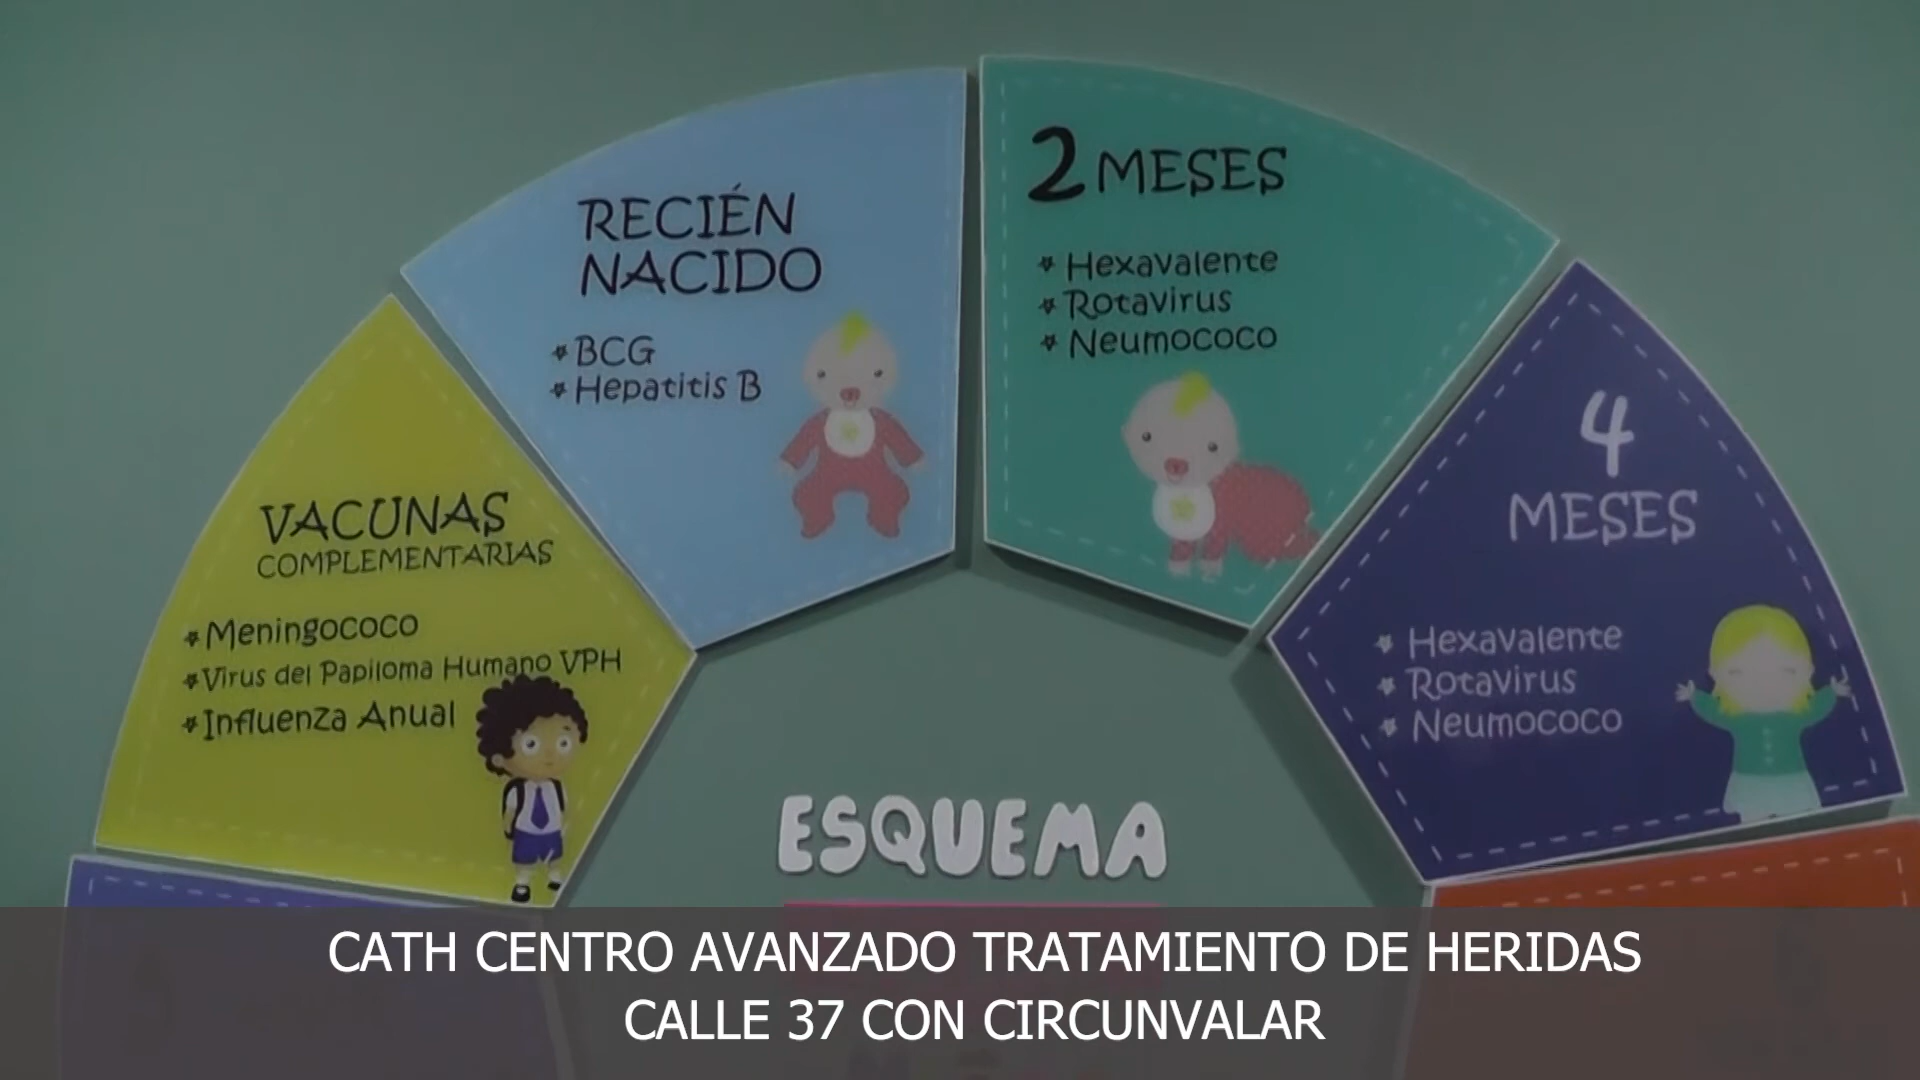 RECIÉN
NACIDO
BCG
Hepatitis B
2 MESES
Hexavalente
Rotavirus
Neumococo
4
MESES
Hexavalente
Rotavirus
Neumococo
VACUNAS
COMPLEMENTARIAS
Meningococo
Virus del Papiloma Humano VPH
Influenza Anual
ESQUEMA
CATH CENTRO AVANZADO TRATAMIENTO DE HERIDAS
CALLE 37 CON CIRCUNVALAR